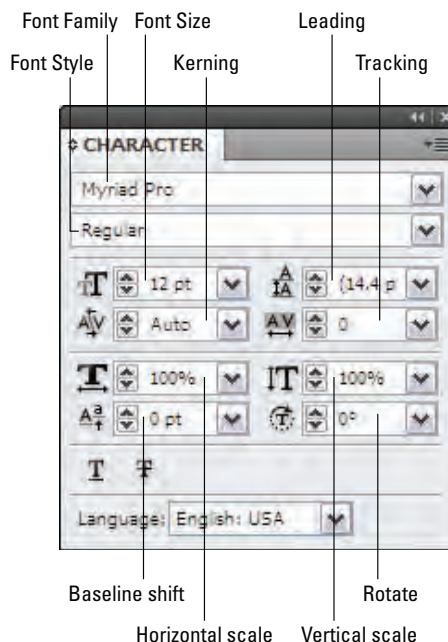 Font Family Font Size Leading
Font Style Kerning Tracking
CHARACTER
Myriad Pro
Regular
12 pt (14.4 p
Auto 0
100% 100%
0 pt 0°
T T
Language: English: USA
Baseline shift Rotate
Horizontal scale Vertical scale